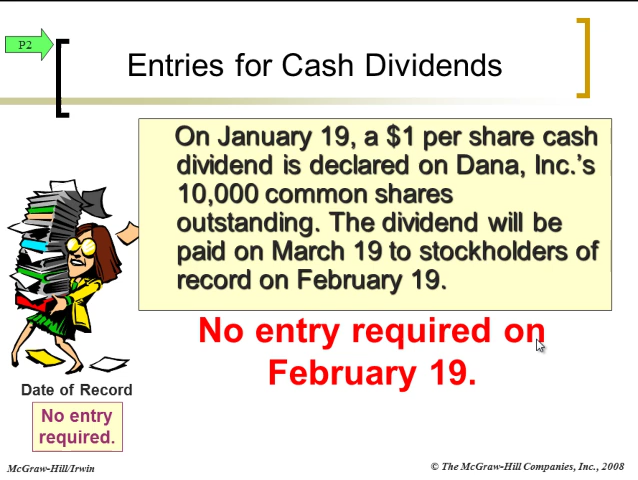 P2
Entries for Cash Dividends
On January 19, a $1 per share cash
dividend is declared on Dana, Inc.’s
10,000 common shares
outstanding. The dividend will be
paid on March 19 to stockholders of
record on February 19.
No entry required on
February 19.
Date of Record
No entry
required.
McGraw-Hill/Irwin
© The McGraw-Hill Companies, Inc., 2008